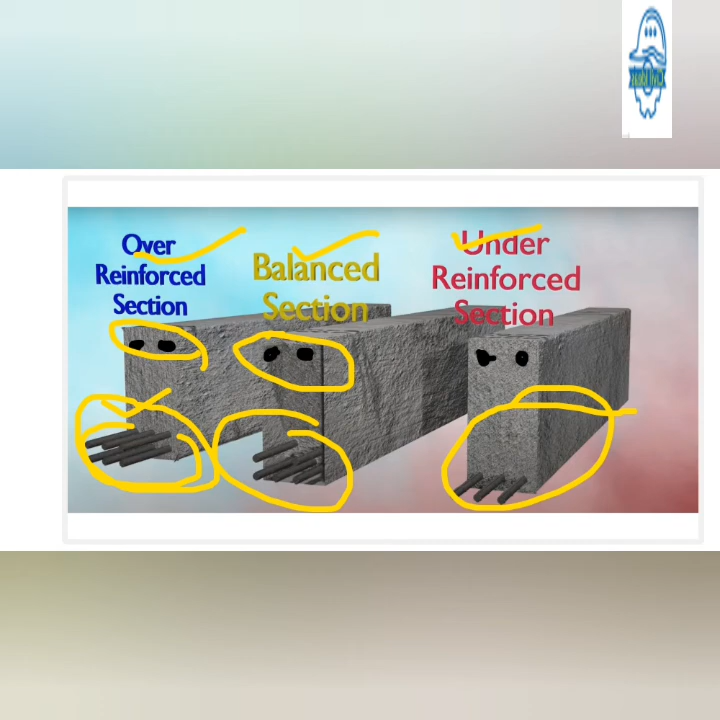 Over
Reinforced
Section
Balanced
Section
Under
Reinforced
Section